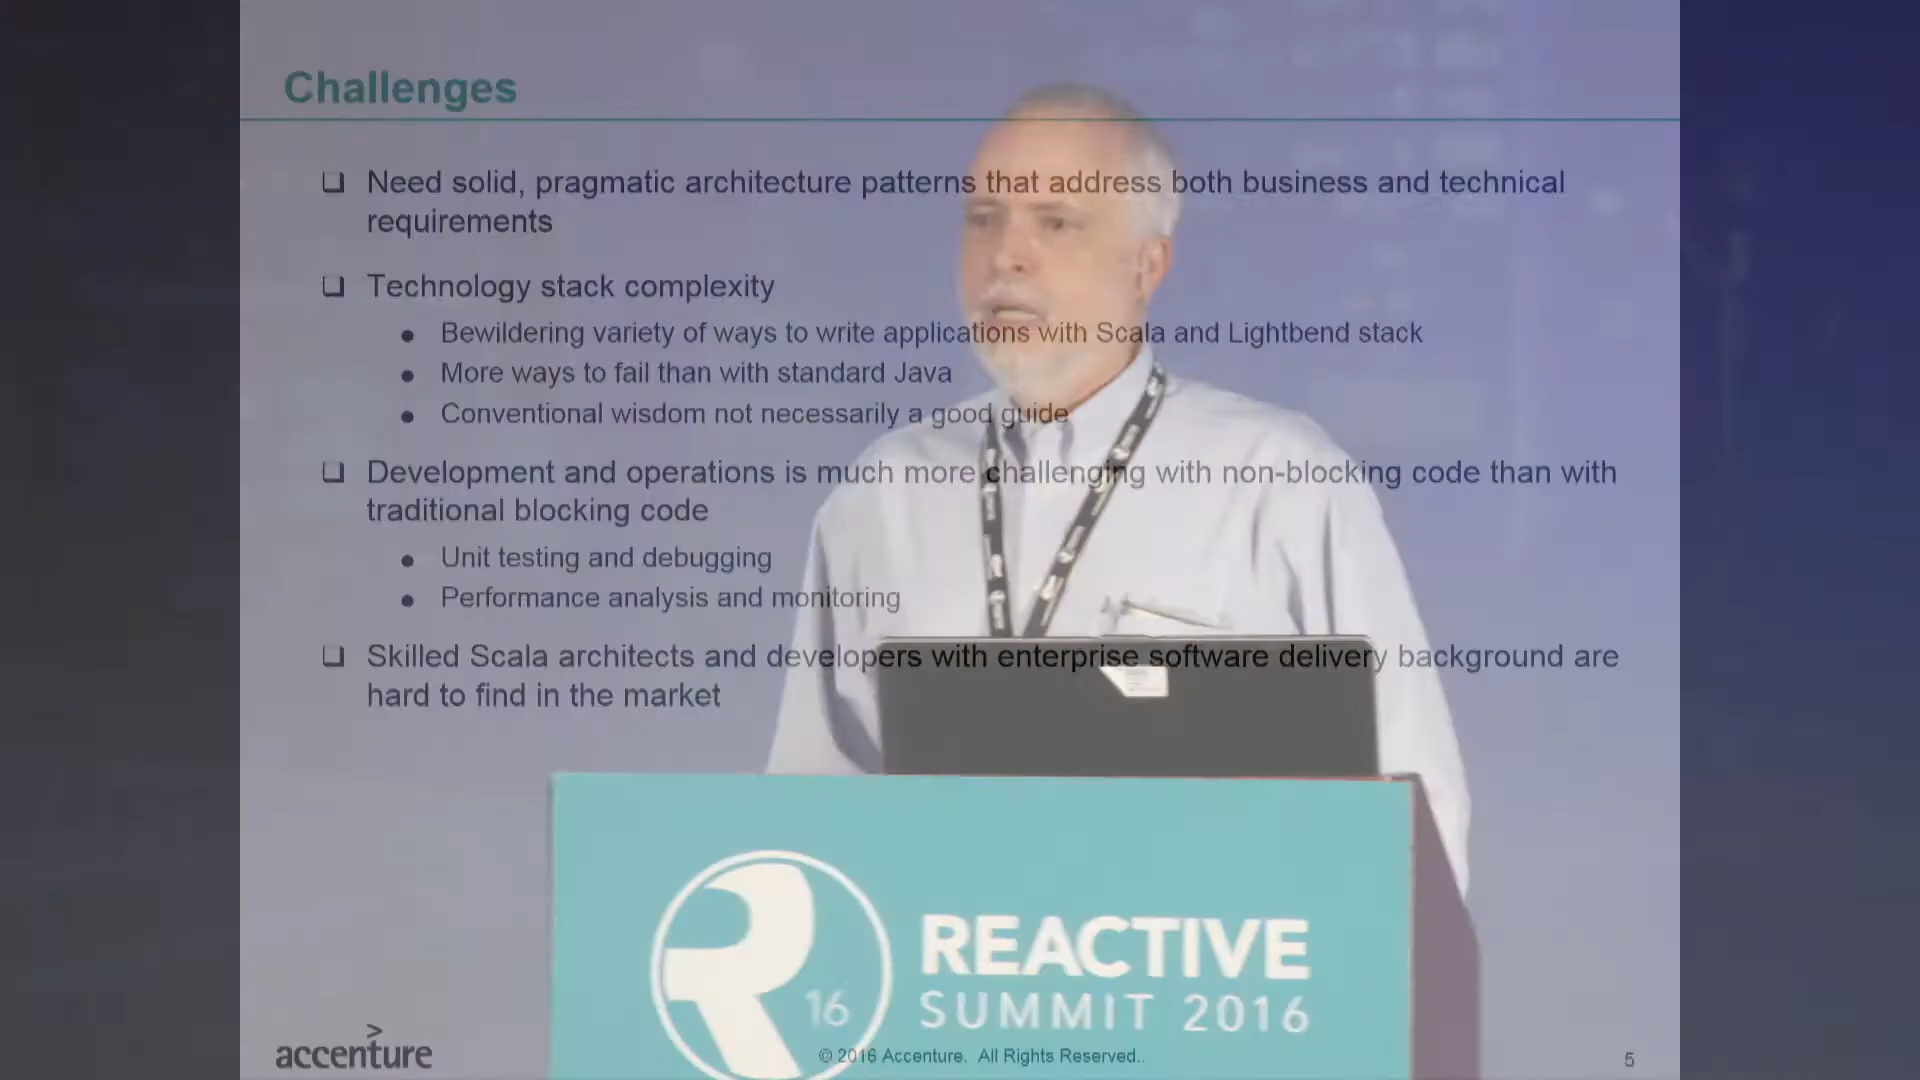 Challenges
❑ Need solid, pragmatic architecture patterns that address both business and technical
requirements
❑ Technology stack complexity
● Bewildering variety of ways to write applications with Scala and Lightbend stack
● More ways to fail than with standard Java
● Conventional wisdom not necessarily a good guide
❑ Development and operations is much more challenging with non-blocking code than with
traditional blocking code
● Unit testing and debugging
● Performance analysis and monitoring
❑ Skilled Scala architects and developers with enterprise software delivery background are
hard to find in the market
R 16
REACTIVE
SUMMIT 2016
>
accenture
© 2016 Accenture. All Rights Reserved..
5